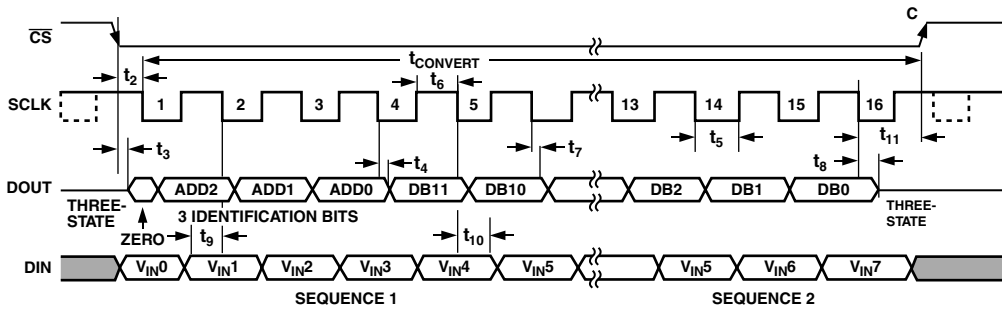 C
CS
tCONVERT
t2
t6
SCLK
1 2 3 4 5 13 14 15 16
t3
t4
t7
t5
t8
t11
DOUT
ADD2 ADD1 ADD0 DB11 DB10 DB2 DB1 DB0
THREE-
STATE
3 IDENTIFICATION BITS
THREE-
STATE
ZERO
t9
t10
DIN
VIN0 VIN1 VIN2 VIN3 VIN4 VIN5 VIN5 VIN6 VIN7
SEQUENCE 1
SEQUENCE 2